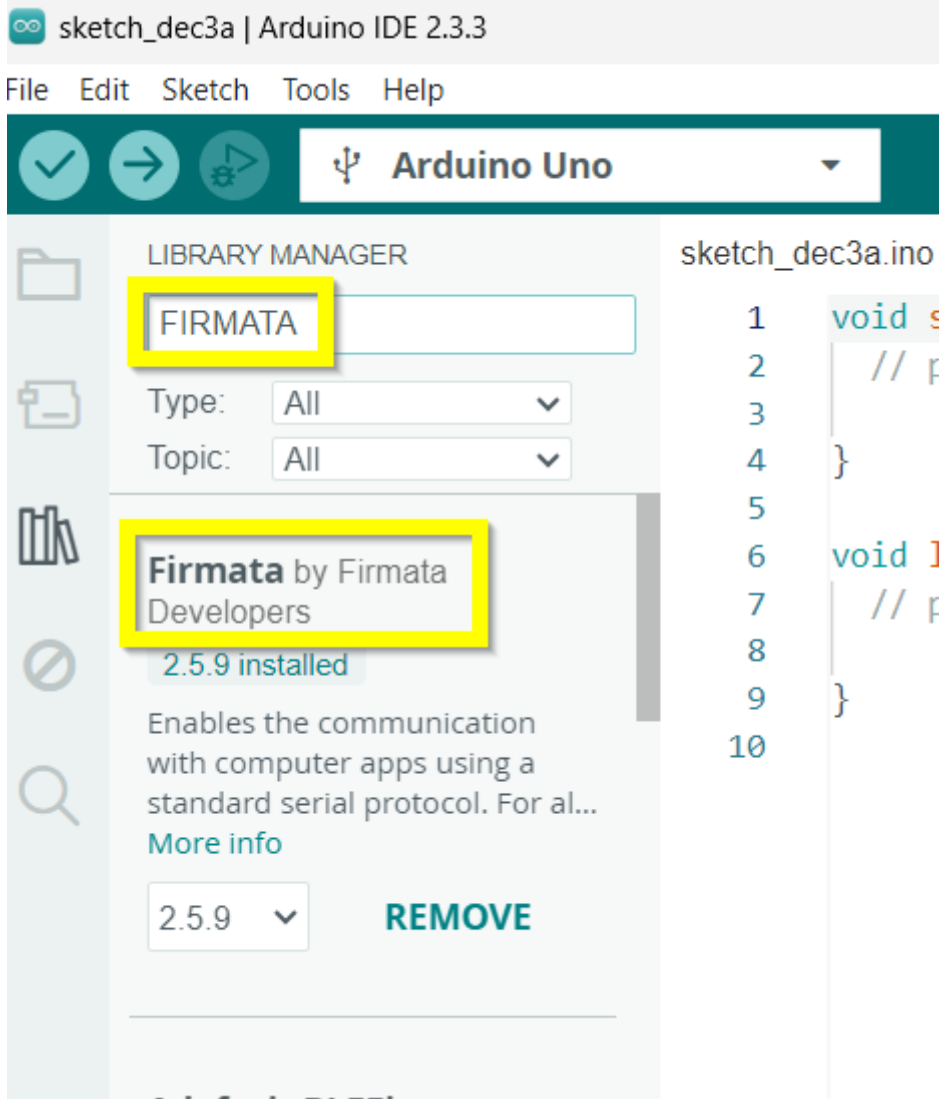 sketch_dec3a | Arduino IDE 2.3.3
File Edit Sketch Tools Help
Arduino Uno
LIBRARY MANAGER
FIRMATA
Type: All
Topic: All
Firmata by Firmata
Developers
2.5.9 installed
Enables the communication
with computer apps using a
standard serial protocol. For al...
More info
2.5.9 REMOVE
sketch_dec3a.ino
1 void
2 //
3
4 }
5
6 void
7 //
8
9 }
10